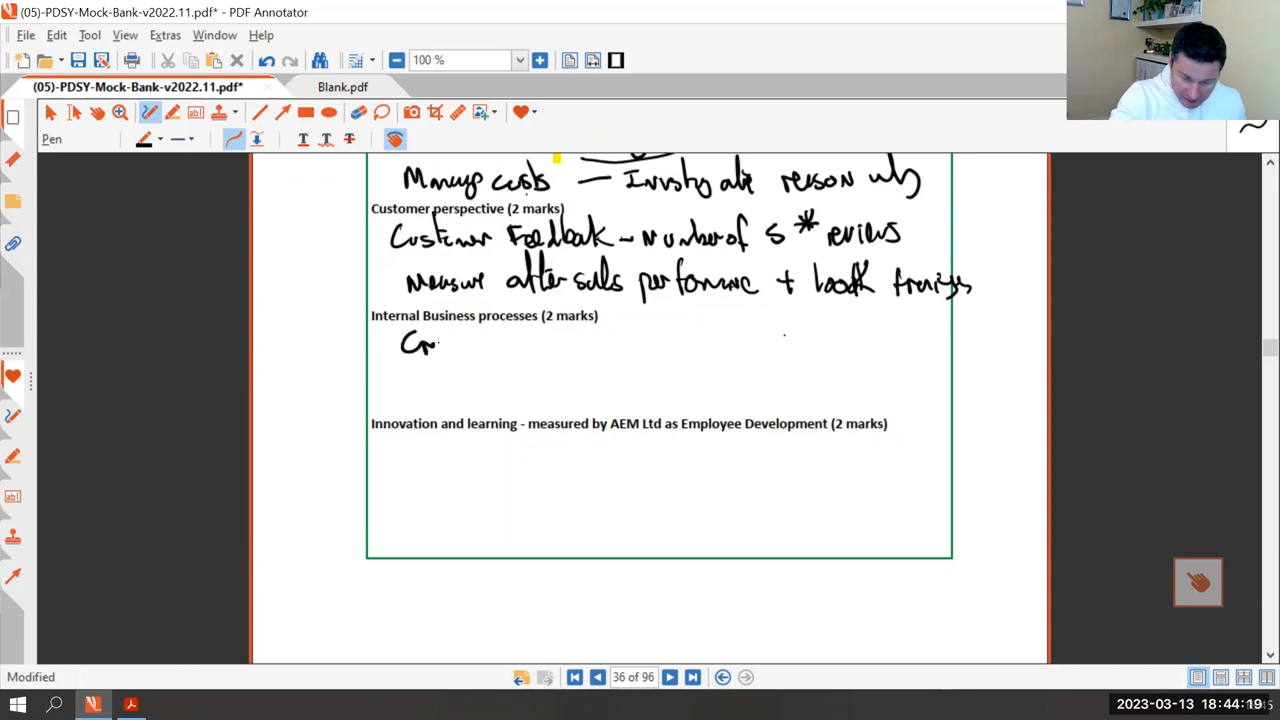 (05)-PDSY-Mock-Bank-v2022.11.pdf* - PDF Annotator
File Edit Tool View Extras Window Help
100 %
(05)-PDSY-Mock-Bank-v2022.11.pdf* Blank.pdf
Pen
Manage costs — Investigate reason why
Customer perspective (2 marks)
Customer Feedback - number of 5 * reviews
Measure after sales performance +
Internal Business processes (2 marks)
Innovation and learning - measured by AEM Ltd as Employee Development (2 marks)
Modified 36 of 96
2023-03-13 18:44:19